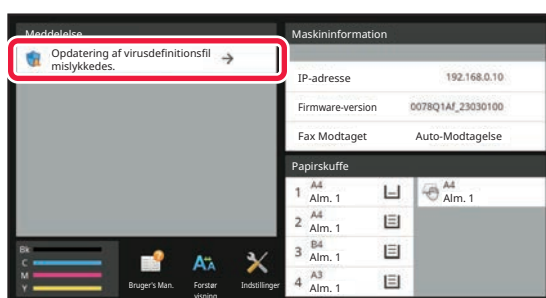 Meddelelse
Opdatering af virusdefinitionsfil
mislykkedes.
Maskininformation
IP-adresse 192.168.0.10
Firmware-version 0078Q1Af_23030100
Fax Modtaget Auto-Modtagelse
Papirskuffe
1 A4 Alm. 1
A4 Alm. 1
2 A4 Alm. 1
3 B4 Alm. 1
4 A3 Alm. 1
Bk
C
M
Y
Bruger's Man.
Forstør
visning
Indstillinger